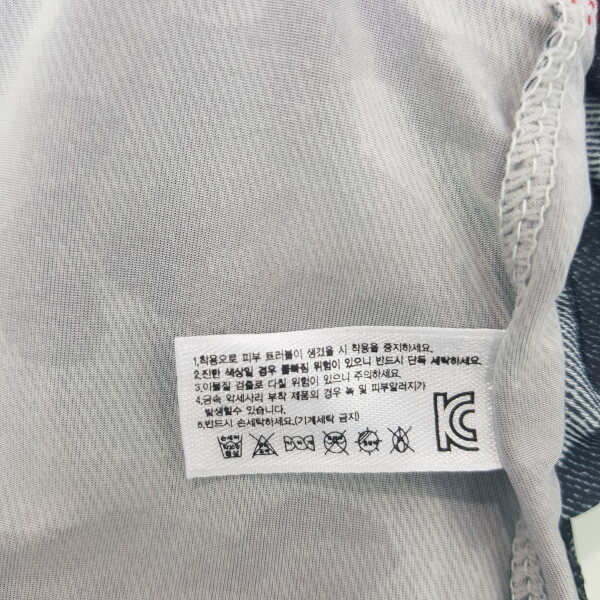 1.착용으로 피부 트러블이 생겼을 시 착용을 중지하세요.
2.진한 색상일 경우 물빠짐 위험이 있으니 반드시 단독 세탁하세요.
3.이물질 검출로 다칠 위험이 있으니 주의하세요.
4.금속 악세사리 부착 제품의 경우 녹 및 피부알러지가
발생할수 있습니다.
5.반드시 손세탁하세요.(기계세탁 금지)
KC